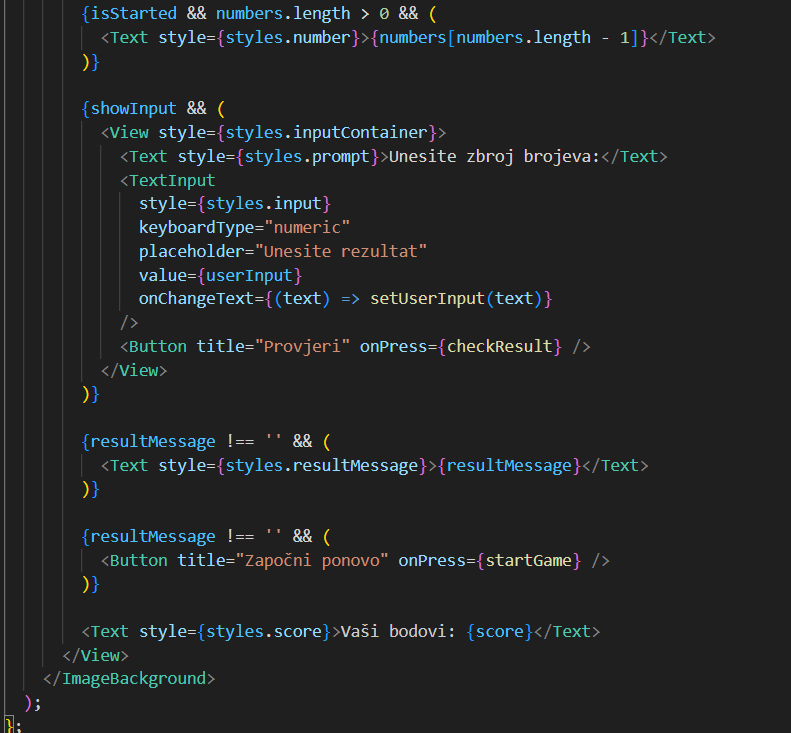 {isStarted && numbers.length > 0 && (
<Text style={styles.number}>{numbers[numbers.length - 1]}</Text>
)}
{showInput && (
<View style={styles.inputContainer}>
<Text style={styles.prompt}>Unesite zbroj brojeva:</Text>
<TextInput
style={styles.input}
keyboardType="numeric"
placeholder="Unesite rezultat"
value={userInput}
onChangeText={(text) => setUserInput(text)}
/>
<Button title="Provjeri" onPress={checkResult} />
</View>
)}
{resultMessage !== '' && (
<Text style={styles.resultMessage}>{resultMessage}</Text>
)}
{resultMessage !== '' && (
<Button title="Započni ponovo" onPress={startGame} />
)}
<Text style={styles.score}>Vaši bodovi: {score}</Text>
</View>
</ImageBackground>
);
};